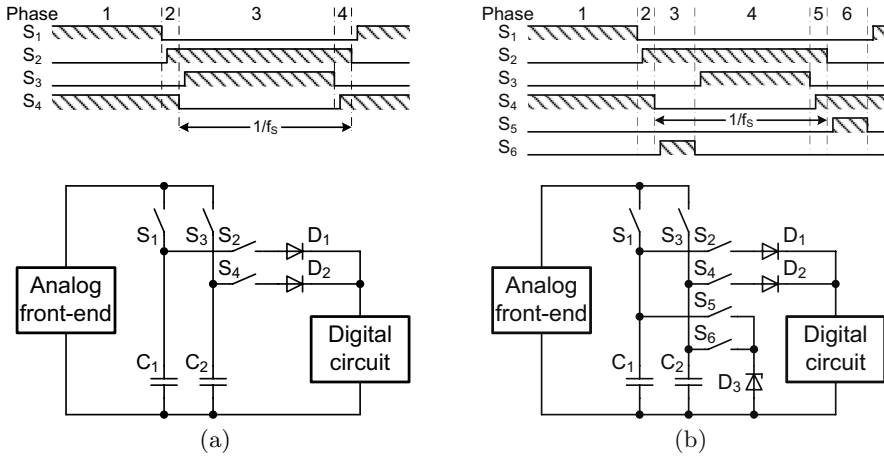 Phase 1 2 3 4
S1
S2
S3
S4
1/fS
S1
S3
S2
D1
S4
D2
Analog
front-end
Digital
circuit
C1
C2
(a)
Phase 1 2 3 4 5 6
S1
S2
S3
S4
1/fS
S5
S6
S1
S3
S2
D1
S4
D2
S5
S6
Analog
front-end
Digital
circuit
C1
C2
D3
(b)